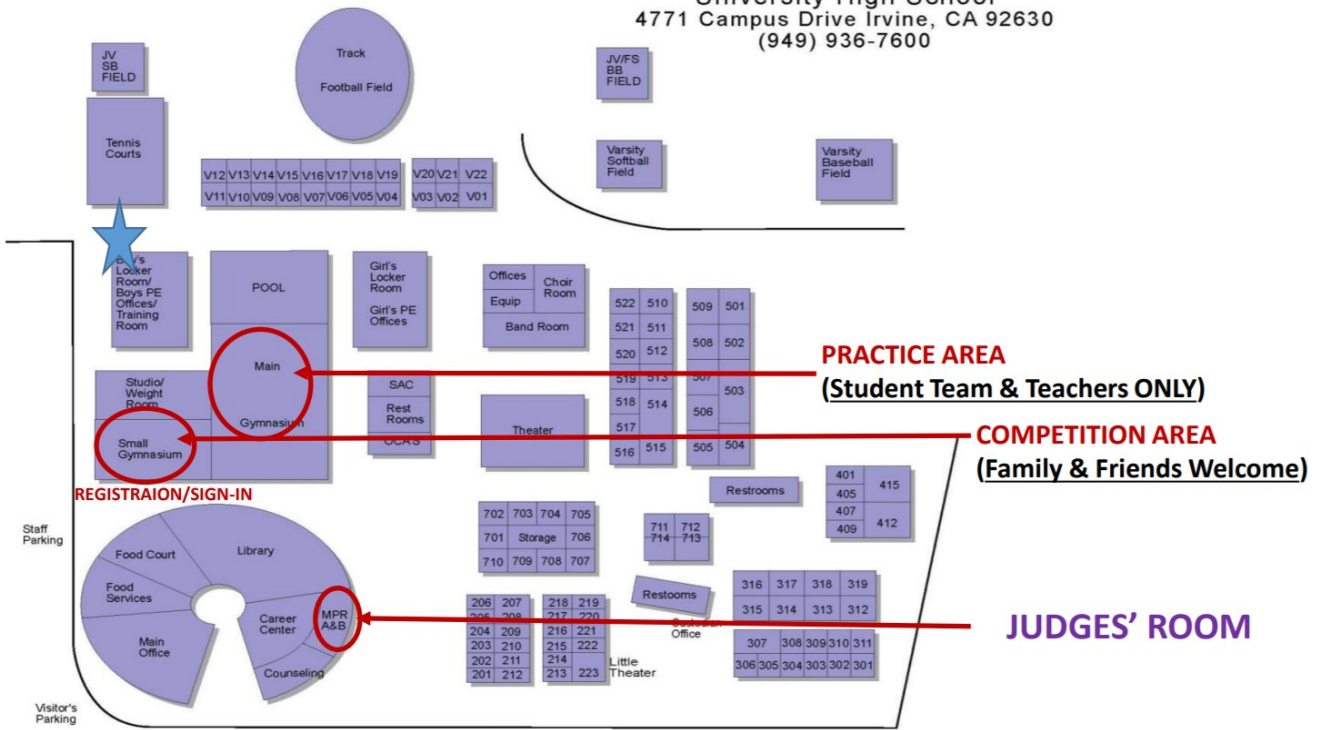 University High School
4771 Campus Drive Irvine, CA 92630
(949) 936-7600
JV
SB
FIELD
Track
Football Field
JV/FS
BB
FIELD
Tennis
Courts
Varsity
Softball
Field
Varsity
Baseball
Field
V12 V13 V14 V15 V16 V17 V18 V19
V11 V10 V09 V08 V07 V06 V05 V04
V20 V21 V22
V03 V02 V01
Locker
Room/
Boys PE
Offices/
Training
Room
POOL
Girl's
Locker
Room
Girl's PE
Offices
Offices
Choir
Room
Equip
Band Room
522 510
521 511
520 512
519 513
518 514
517
516 515
509 501
508 502
507 503
506
505 504
Main
Gymnasium
PRACTICE AREA
(Student Team & Teachers ONLY)
Studio/
Weight
Room
SAC
Rest
Rooms
OCA'S
Theater
Small
Gymnasium
COMPETITION AREA
(Family & Friends Welcome)
REGISTRAION/SIGN-IN
Restrooms
401 415
405
407 412
409
702 703 704 705
701 Storage 706
710 709 708 707
711 712
714 713
Staff
Parking
Food Court
Library
Food
Services
Main
Office
Career
Center
MPR
A&B
Counseling
Restooms
Custodian
Office
316 317 318 319
315 314 313 312
307 308 309 310 311
306 305 304 303 302 301
206 207
205 208
204 209
203 210
202 211
201 212
218 219
217 220
216 221
215 222
214
213 223
Little
Theater
JUDGES' ROOM
Visitor's
Parking